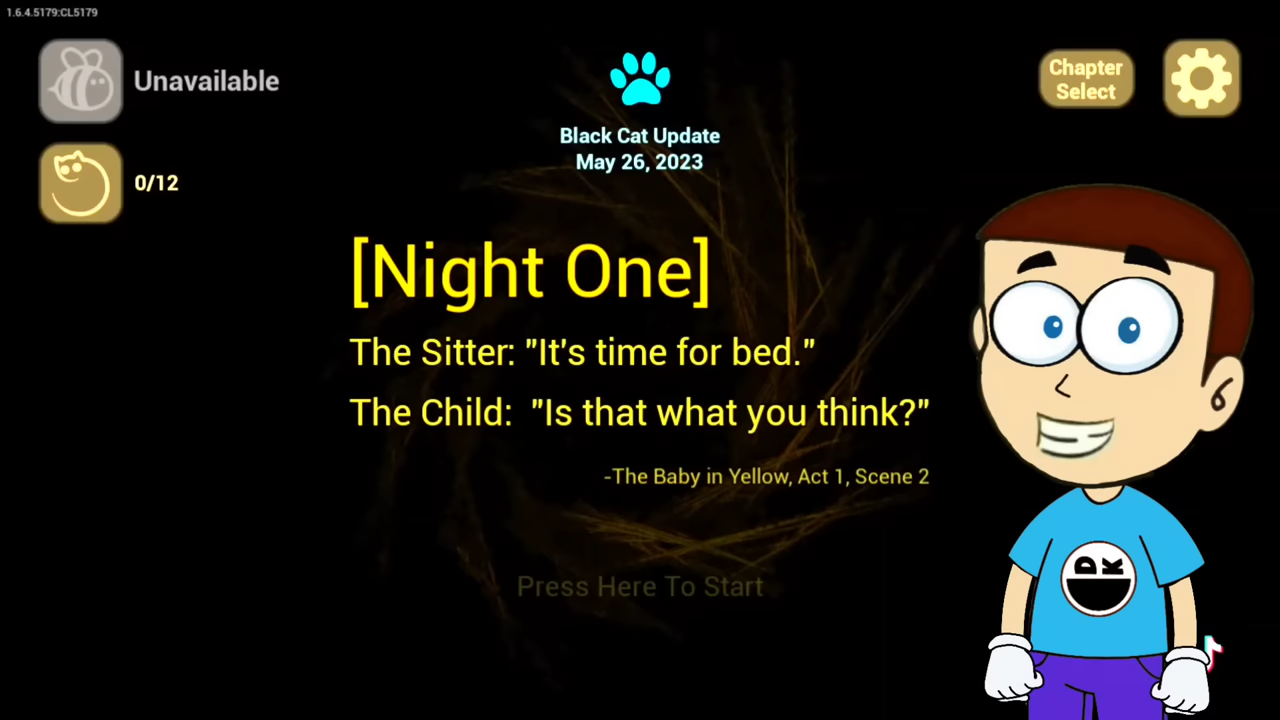 1.6.4.5179:CL5179
Unavailable
0/12
Black Cat Update
May 26, 2023
Chapter
Select
[Night One]
The Sitter: "It's time for bed."
The Child:  "Is that what you think?"
-The Baby in Yellow, Act 1, Scene 2
Press Here To Start
D K